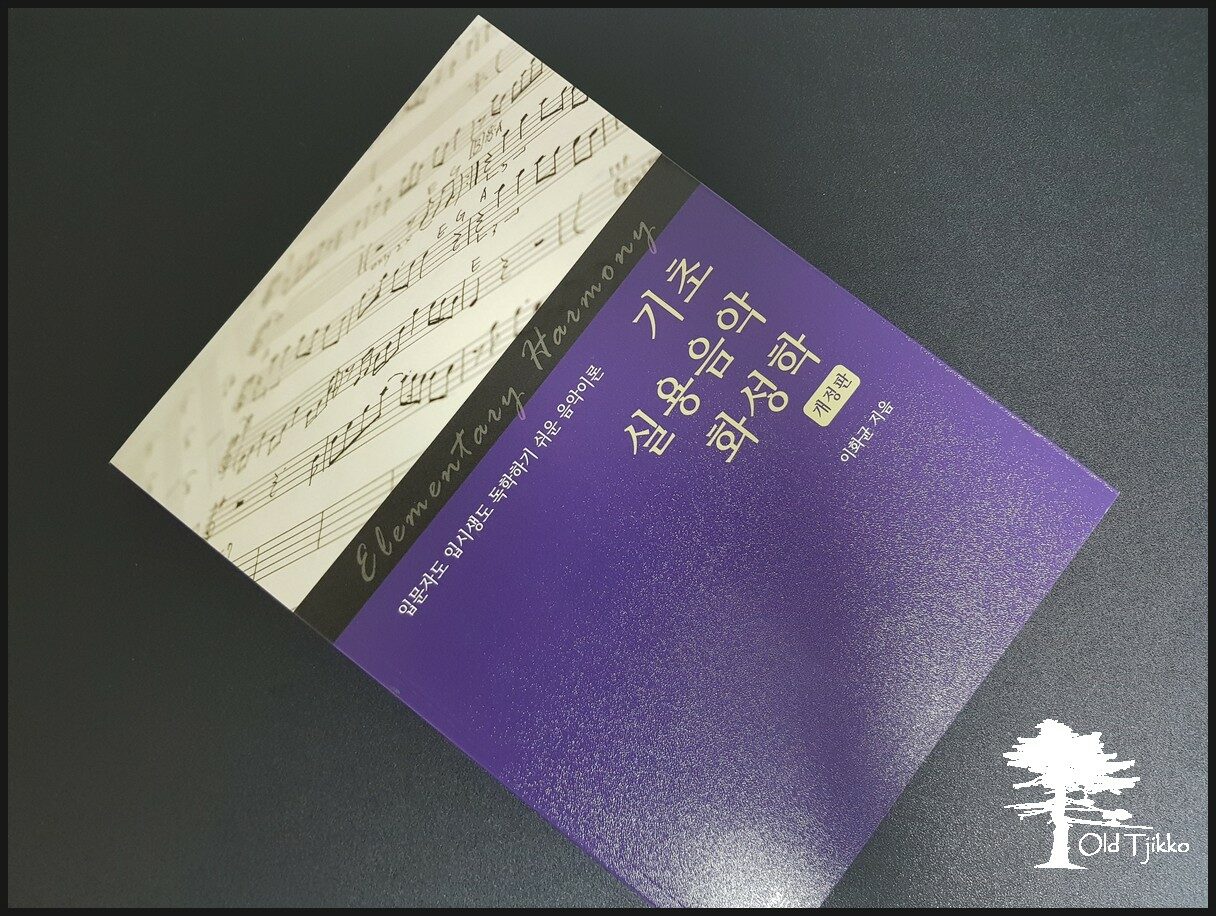 Elementary Harmony
입문자도 입시생도 독학하기 쉬운 음악이론
기초
실용음악
화성학
개정판
이화균 지음
E G A
E
Old Tjikko